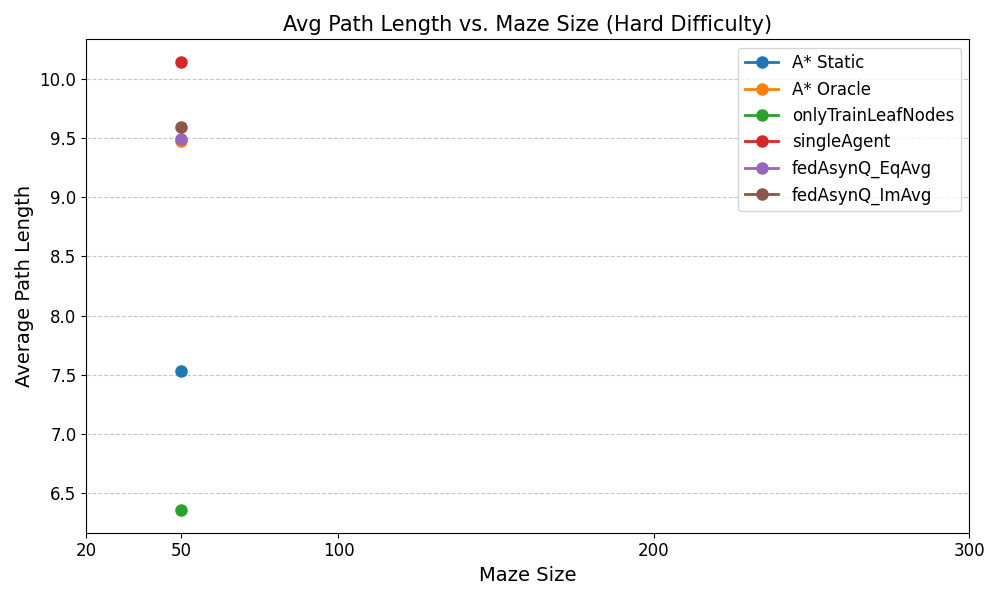 Avg Path Length vs. Maze Size (Hard Difficulty)
Average Path Length
10.0
9.5
9.0
8.5
8.0
7.5
7.0
6.5
A* Static
A* Oracle
onlyTrainLeafNodes
singleAgent
fedAsynQ_EqAvg
fedAsynQ_ImAvg
20 50 100 200 300
Maze Size